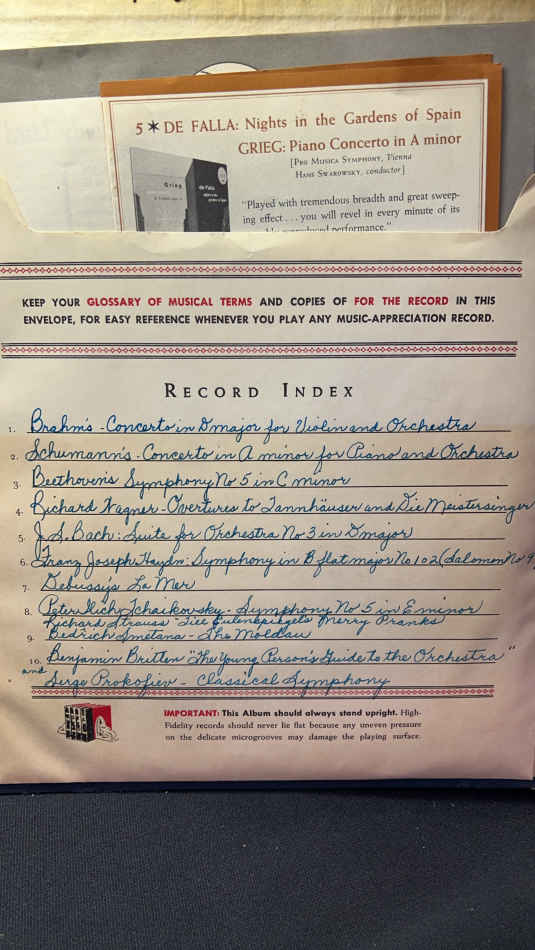 5 ✶ DE FALLA: Nights in the Gardens of Spain
GRIEG: Piano Concerto in A minor
[PRO MUSICA SYMPHONY, Vienna
HANS SWAROWSKY, conductor]
Grieg
de Falla
"Played with tremendous breadth and great sweep-
ing effect . . . you will revel in every minute of its
performance."
KEEP YOUR GLOSSARY OF MUSICAL TERMS AND COPIES OF FOR THE RECORD IN THIS
ENVELOPE, FOR EASY REFERENCE WHENEVER YOU PLAY ANY MUSIC-APPRECIATION RECORD.
RECORD INDEX
1. Brahm's - Concerto in D major for Violin and Orchestra
2. Schumann's - Concerto in A minor for Piano and Orchestra
3. Beethoven's Symphony No 5 in C minor
4. Richard Wagner - Overtures to Tannhäuser and Die Meistersinger
5. J. S. Bach: Suite for Orchestra No 3 in D major
6. Franz Joseph Haydn: Symphony in B flat major No 102 (Salomon No 9
7. Debussy's La Mer
8. Peter Ilich Tchaikovsky - Symphony No 5 in E minor
Richard Strauss "Till Eulenspiegel's Merry Pranks
9. Bedrich Smetana - The Moldau
10. Benjamin Britten "The Young Person's Guide to the Orchestra"
and Serge Prokofiev - Classical Symphony
IMPORTANT: This Album should always stand upright. High-
Fidelity records should never lie flat because any uneven pressure
on the delicate microgrooves may damage the playing surface.